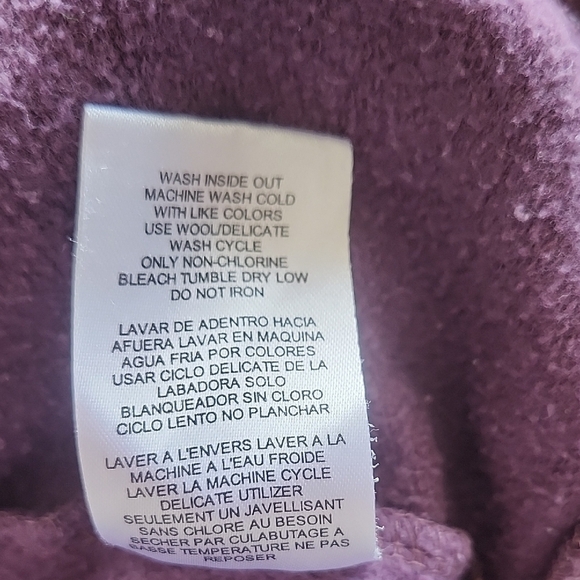 WASH INSIDE OUT
MACHINE WASH COLD
WITH LIKE COLORS
USE WOOL/DELICATE
WASH CYCLE
ONLY NON-CHLORINE
BLEACH TUMBLE DRY LOW
DO NOT IRON
LAVAR DE ADENTRO HACIA
AFUERA LAVAR EN MAQUINA
AGUA FRIA POR COLORES
USAR CICLO DELICATE DE LA
LABADORA SOLO
BLANQUEADOR SIN CLORO
CICLO LENTO NO PLANCHAR
LAVER A L'ENVERS LAVER A LA
MACHINE A L'EAU FROIDE
LAVER LA MACHINE CYCLE
DELICATE UTILIZER
SEULEMENT UN JAVELLISANT
SANS CHLORE AU BESOIN
SECHER PAR CULABUTAGE A
BASSE TEMPERATURE NE PAS
REPOSER